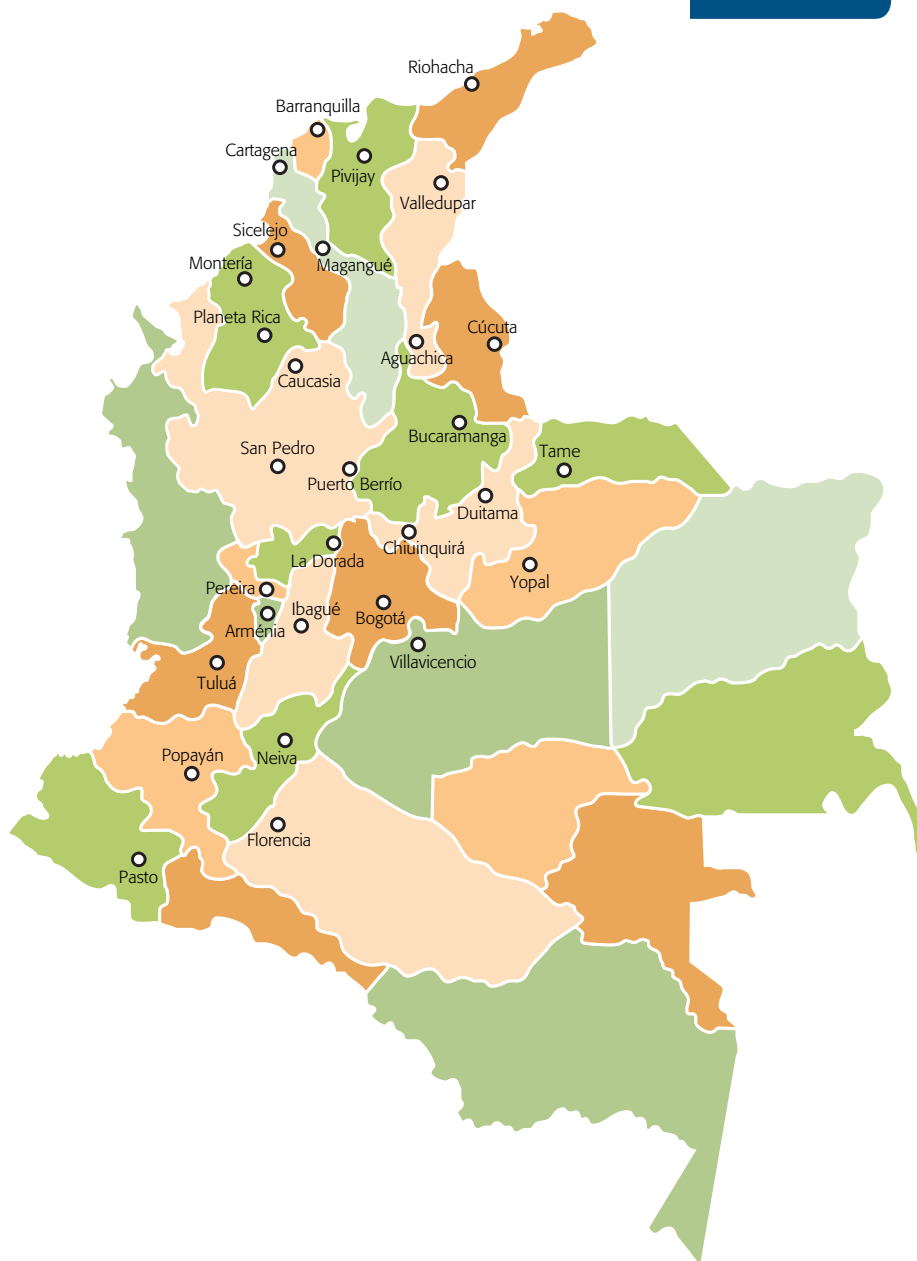 Riohacha
Barranquilla
Cartagena
Pivijay
Valledupar
Sicelejo
Magangué
Montería
Planeta Rica
Cúcuta
Aguachica
Caucasia
Bucaramanga
San Pedro
Tame
Puerto Berrío
Duitama
Chiuinquirá
La Dorada
Yopal
Pereira
Ibagué
Bogotá
Arménia
Villavicencio
Tuluá
Popayán
Neiva
Florencia
Pasto